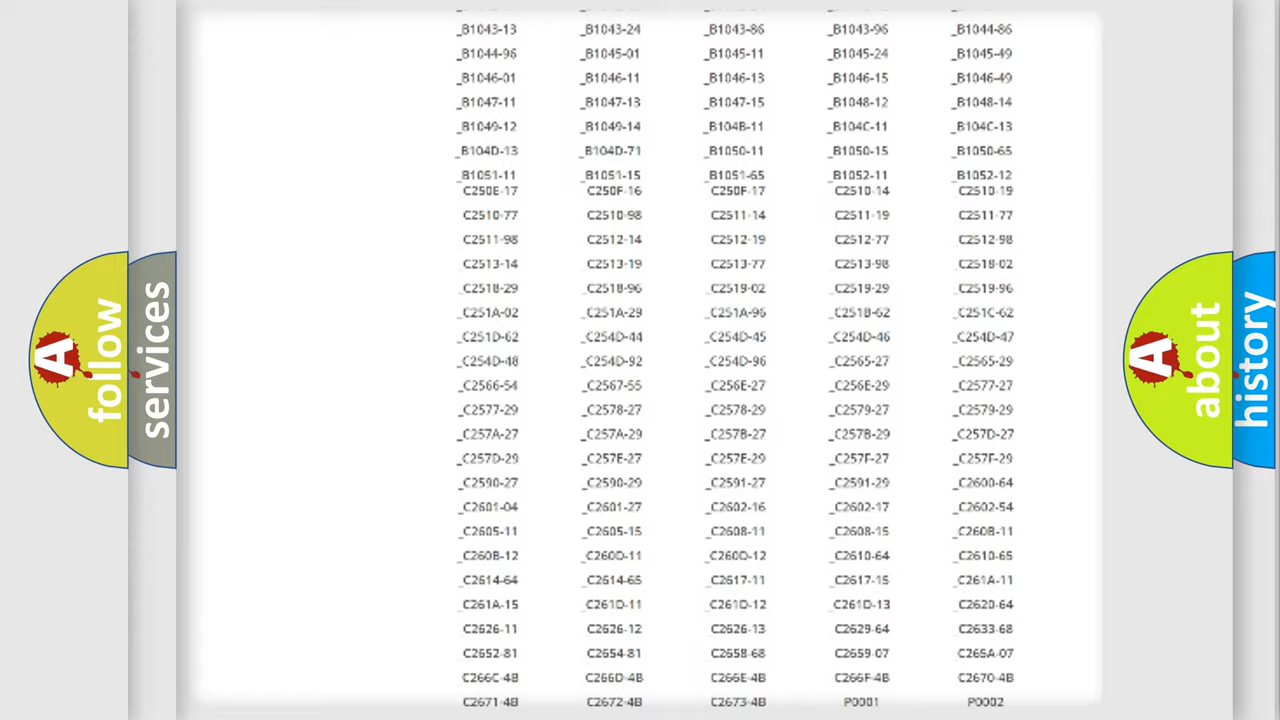 _B1043-13 _B1043-24 _B1043-86 _B1043-96 _B1044-86
_B1044-96 _B1045-01 _B1045-11 _B1045-24 _B1045-49
_B1046-01 _B1046-11 _B1046-13 _B1046-15 _B1046-49
_B1047-11 _B1047-13 _B1047-15 _B1048-12 _B1048-14
_B1049-12 _B1049-14 _B104B-11 _B104C-11 _B104C-13
_B104D-13 _B104D-71 _B1050-11 _B1050-15 _B1050-65
_B1051-11 _B1051-15 _B1051-65 _B1052-11 _B1052-12
C250E-17 C250F-16 C250F-17 C2510-14 C2510-19
C2510-77 C2510-98 C2511-14 C2511-19 C2511-77
C2511-98 C2512-14 C2512-19 C2512-77 C2512-98
C2513-14 C2513-19 C2513-77 C2513-98 C2518-02
_C2518-29 _C2518-96 _C2519-02 _C2519-29 _C2519-96
_C251A-02 _C251A-29 _C251A-96 _C251B-62 _C251C-62
_C251D-62 _C254D-44 _C254D-45 _C254D-46 _C254D-47
_C254D-48 _C254D-92 _C254D-96 _C2565-27 _C2565-29
_C2566-54 _C2567-55 _C256E-27 _C256E-29 _C2577-27
_C2577-29 _C2578-27 _C2578-29 _C2579-27 _C2579-29
_C257A-27 _C257A-29 _C257B-27 _C257B-29 _C257D-27
_C257D-29 _C257E-27 _C257E-29 _C257F-27 _C257F-29
_C2590-27 _C2590-29 _C2591-27 _C2591-29 _C2600-64
_C2601-04 _C2601-27 _C2602-16 _C2602-17 _C2602-54
_C2605-11 _C2605-15 _C2608-11 _C2608-15 _C260B-11
_C260B-12 _C260D-11 _C260D-12 _C2610-64 _C2610-65
_C2614-64 _C2614-65 _C2617-11 _C2617-15 _C261A-11
_C261A-15 _C261D-11 _C261D-12 _C261D-13 _C2620-64
C2626-11 C2626-12 C2626-13 C2629-64 C2633-68
C2652-81 C2654-81 C2658-68 C2659-07 C265A-07
C266C-4B C266D-4B C266E-4B C266F-4B C2670-4B
C2671-4B C2672-4B C2673-4B P0001 P0002
A follow
services
A about
history